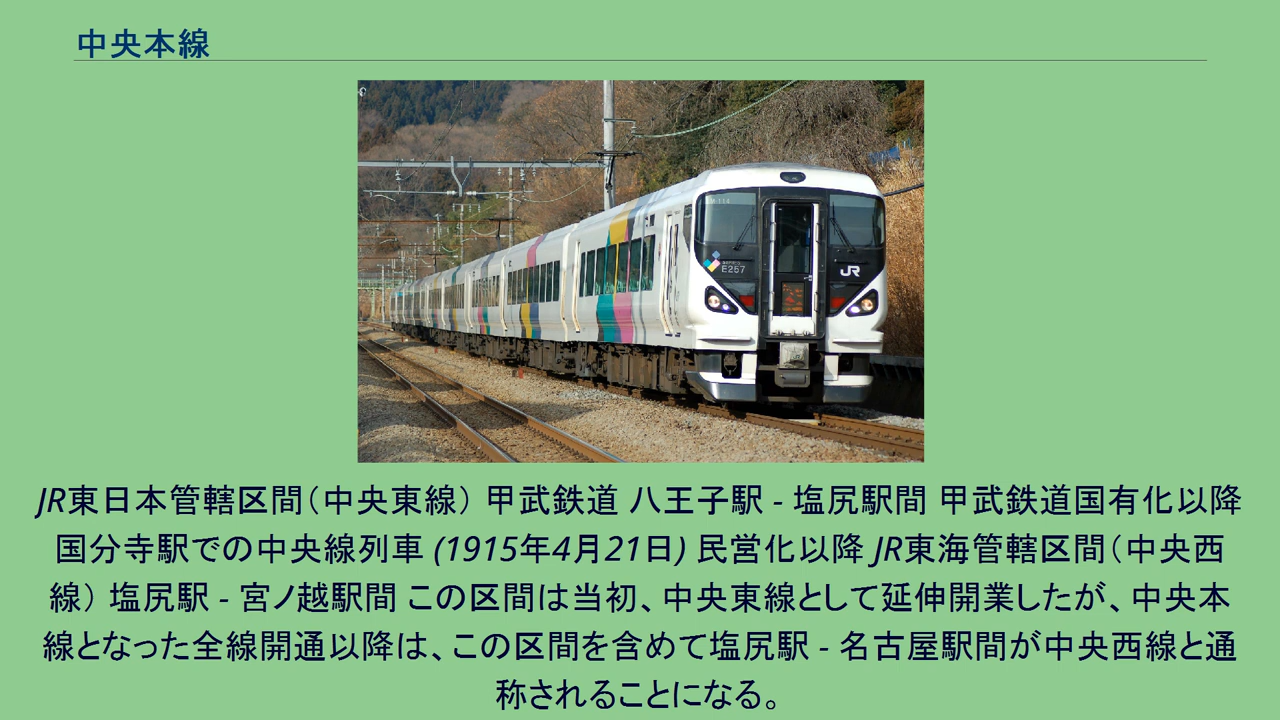 中央本線
E257
JR
JR東日本管轄区間（中央東線） 甲武鉄道 八王子駅 - 塩尻駅間 甲武鉄道国有化以降
国分寺駅での中央線列車 (1915年4月21日) 民営化以降 JR東海管轄区間（中央西
線） 塩尻駅 - 宮ノ越駅間 この区間は当初、中央東線として延伸開業したが、中央本
線となった全線開通以降は、この区間を含めて塩尻駅 - 名古屋駅間が中央西線と通
称されることになる。